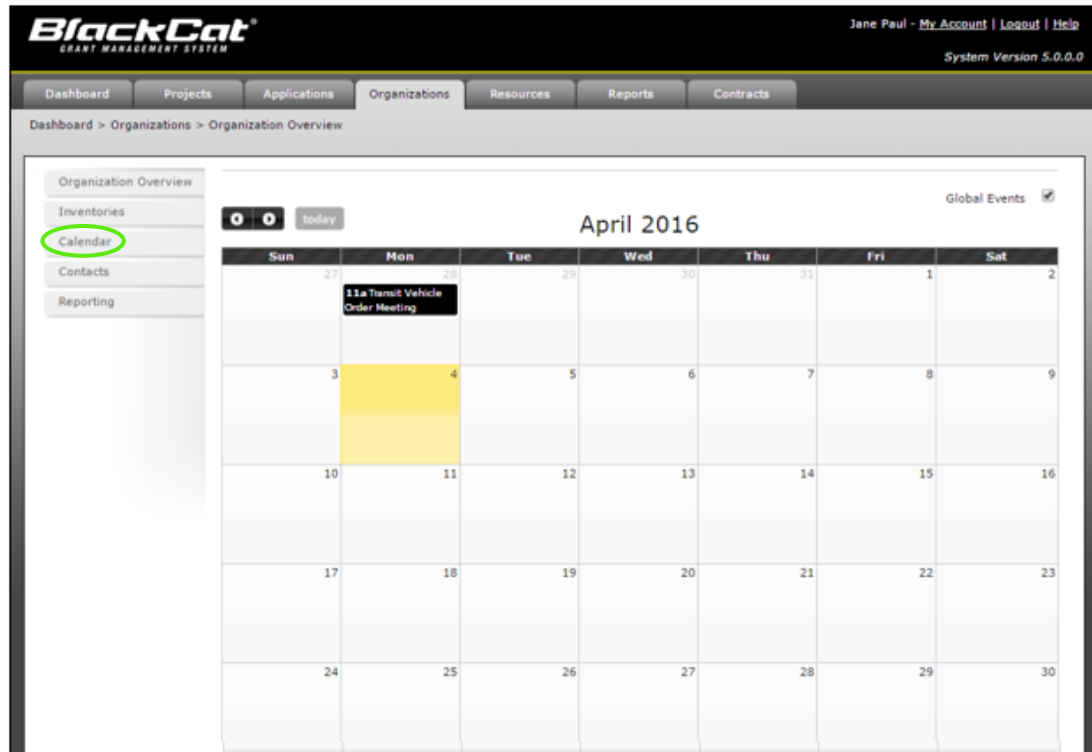 BlackCat®
GRANT MANAGEMENT SYSTEM
Jane Paul - My Account | Logout | Help
System Version 5.0.0.0
Dashboard Projects Applications Organizations Resources Reports Contracts
Dashboard > Organizations > Organization Overview
Organization Overview
Inventories
Calendar
Contacts
Reporting
Global Events
today
April 2016
Sun Mon Tue Wed Thu Fri Sat
27 28 29 30 31 1 2
11a Transit Vehicle
Order Meeting
3 4 5 6 7 8 9
10 11 12 13 14 15 16
17 18 19 20 21 22 23
24 25 26 27 28 29 30